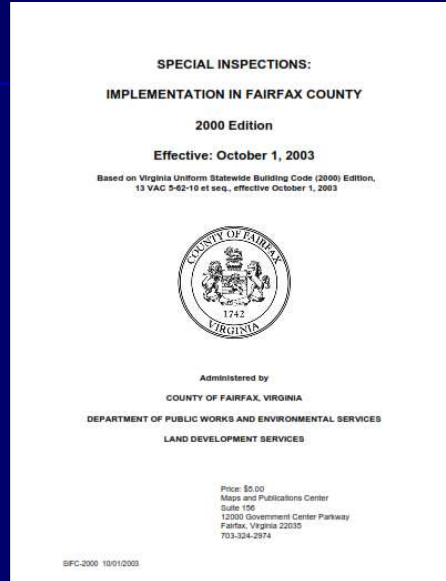 SPECIAL INSPECTIONS:
IMPLEMENTATION IN FAIRFAX COUNTY
2000 Edition
Effective: October 1, 2003
Based on Virginia Uniform Statewide Building Code (2000) Edition,
13 VAC 5-62-10 et seq., effective October 1, 2003
COUNTY OF FAIRFAX
1742
VIRGINIA
Administered by
COUNTY OF FAIRFAX, VIRGINIA
DEPARTMENT OF PUBLIC WORKS AND ENVIRONMENTAL SERVICES
LAND DEVELOPMENT SERVICES
Price: $5.00
Maps and Publications Center
Suite 156
12000 Government Center Parkway
Fairfax, Virginia 22035
703-324-2974
SIFC-2000 10/01/2003